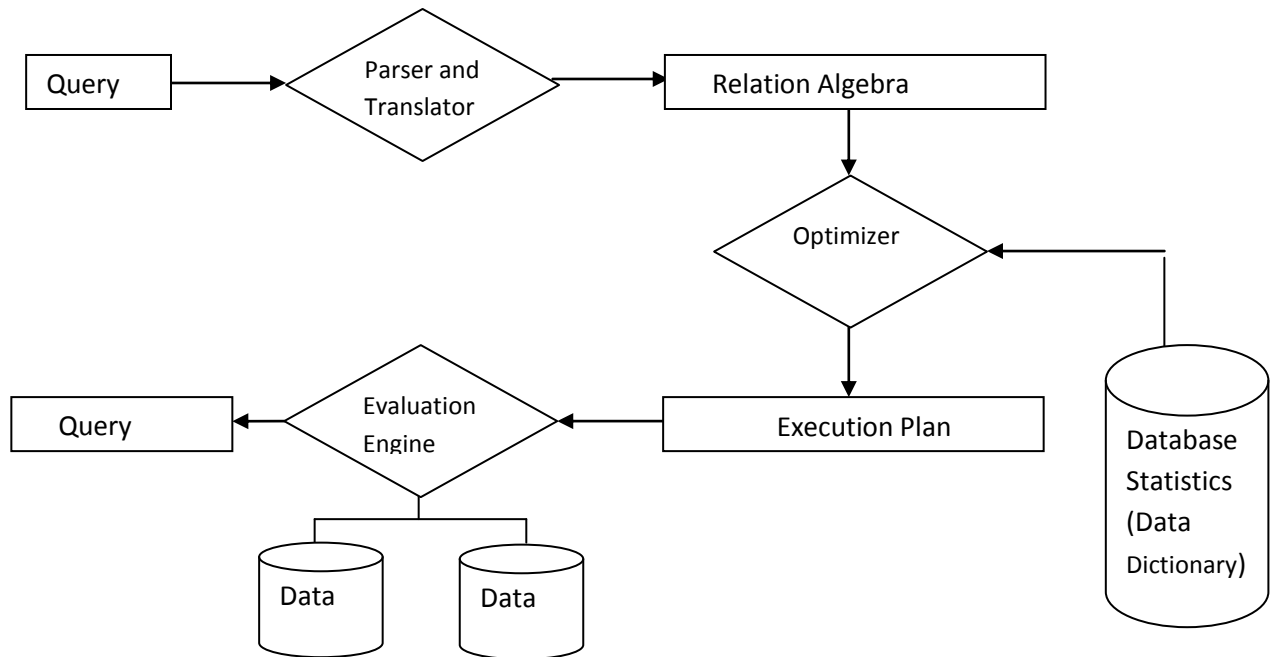 Query
Parser and
Translator
Relation Algebra
Optimizer
Query
Evaluation
Engine
Execution Plan
Database
Statistics
(Data
Dictionary)
Data
Data